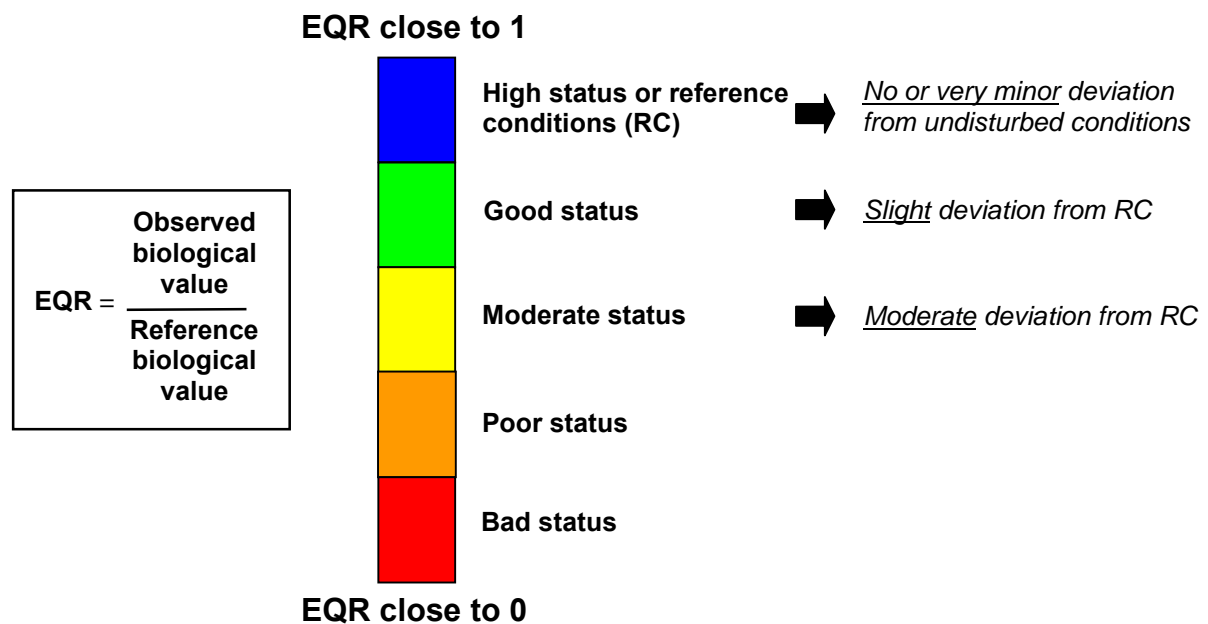 EQR close to 1
High status or reference
conditions (RC)
No or very minor deviation
from undisturbed conditions
Good status
Slight deviation from RC
Observed
biological
value
EQR =
Reference
biological
value
Moderate status
Moderate deviation from RC
Poor status
Bad status
EQR close to 0